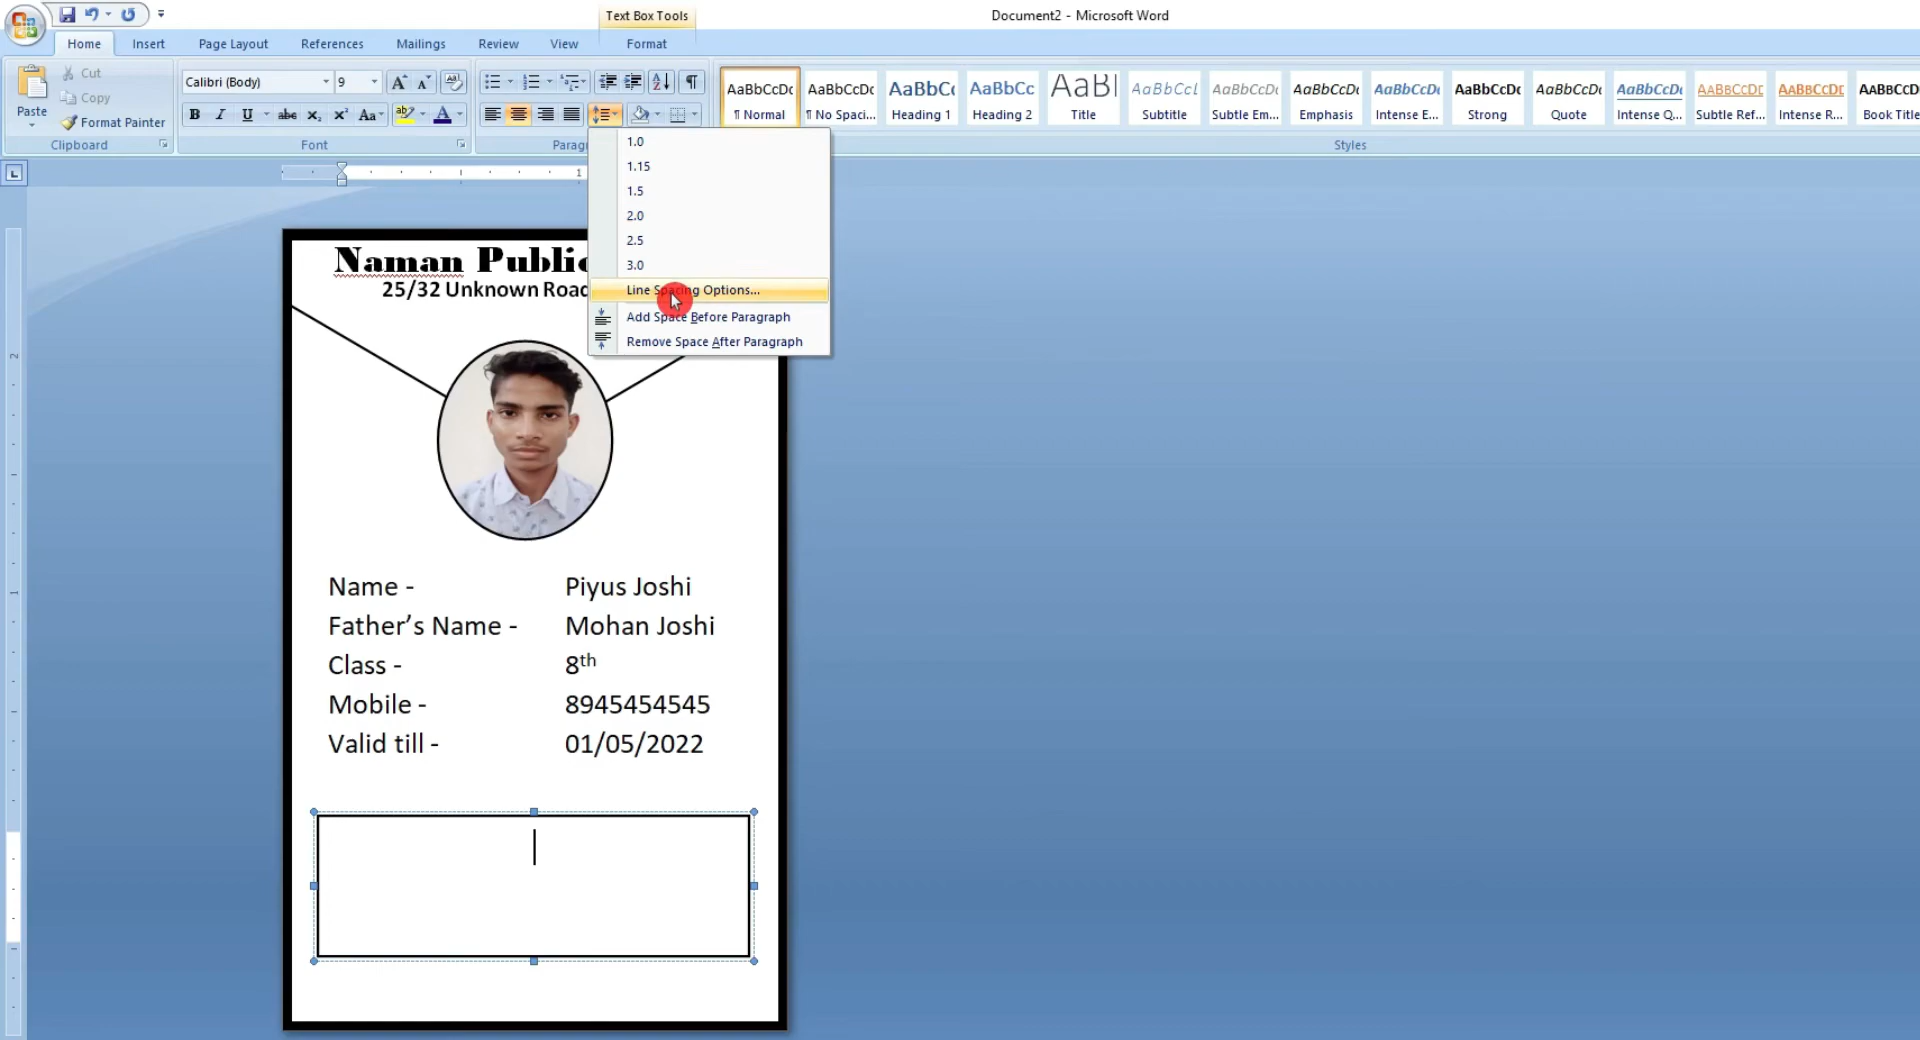 Text Box Tools
Document2 - Microsoft Word
Home Insert Page Layout References Mailings Review View Format
Paste
Cut
Copy
Format Painter
Clipboard
Calibri (Body) 9
Font
Paragr
AaBbCcDc AaBbCcDc AaBbC AaBbCc AaB AaBbCcL AaBbCcDc AaBbCcDc AaBbCcDc AaBbCcDc AaBbCcDc AaBbCcDc AABBCCDC AABBCCDC AABBCCD
¶ Normal ¶ No Spaci... Heading 1 Heading 2 Title Subtitle Subtle Em... Emphasis Intense E... Strong Quote Intense Q... Subtle Ref... Intense R... Book Title
Styles
1.0
1.15
1.5
2.0
2.5
3.0
Line Spacing Options...
Add Space Before Paragraph
Remove Space After Paragraph
Naman Public
25/32 Unknown Road
Name - Piyus Joshi
Father’s Name - Mohan Joshi
Class - 8th
Mobile - 8945454545
Valid till - 01/05/2022